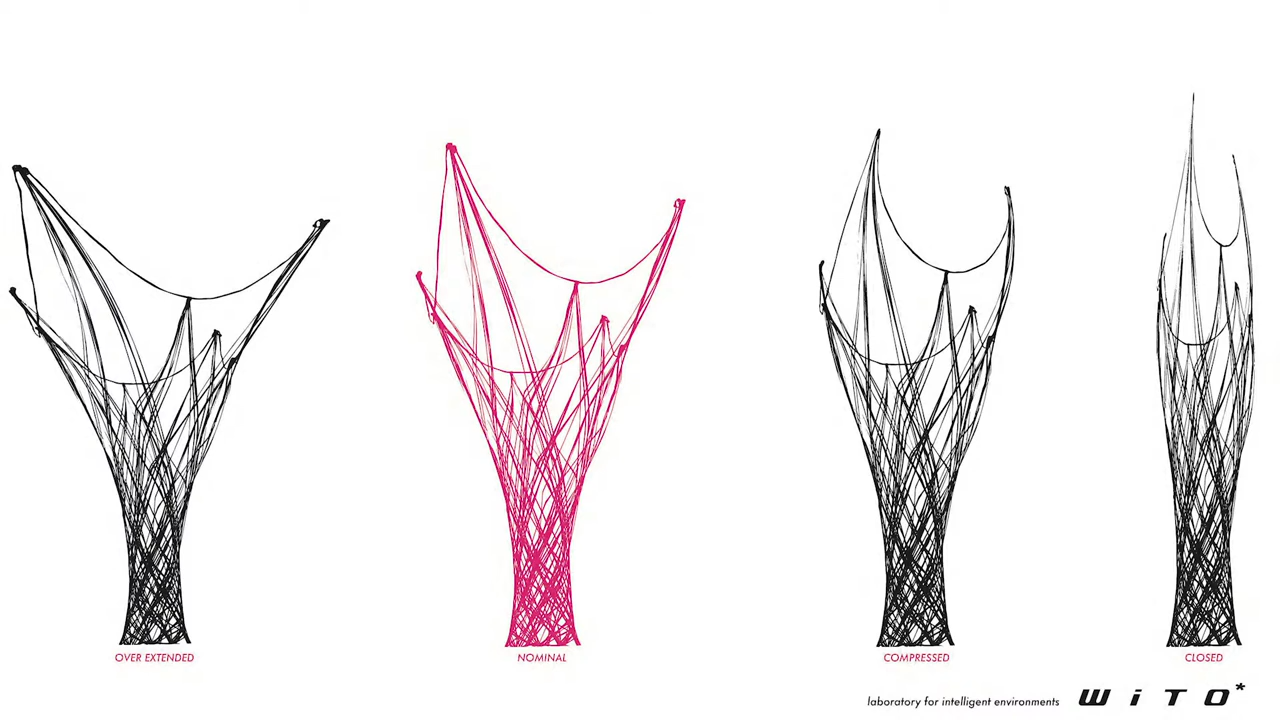 OVER EXTENDED
NOMINAL
COMPRESSED
CLOSED
laboratory for intelligent environments WiTO*